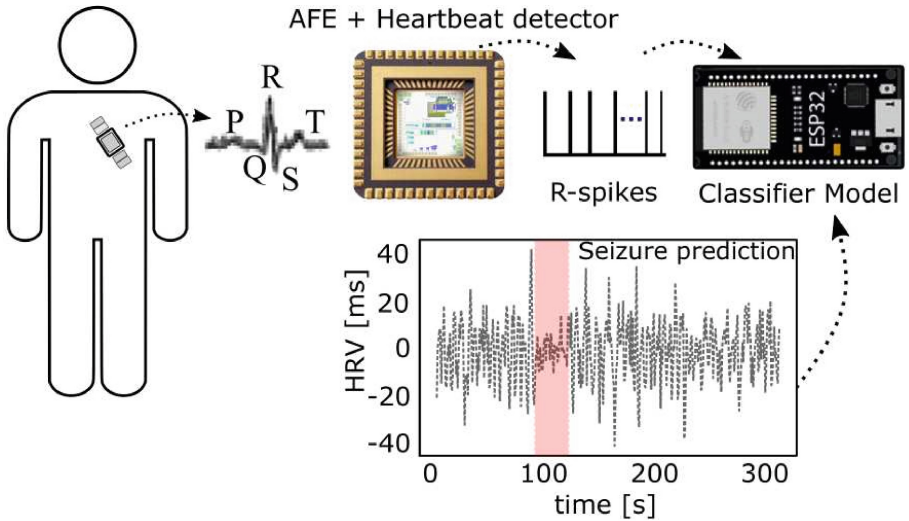 AFE + Heartbeat detector
R
P
T
Q
S
...
ESP32
R-spikes
Classifier Model
Seizure prediction
HRV [ms]
40
20
0
-20
-40
0
100
200
300
time [s]